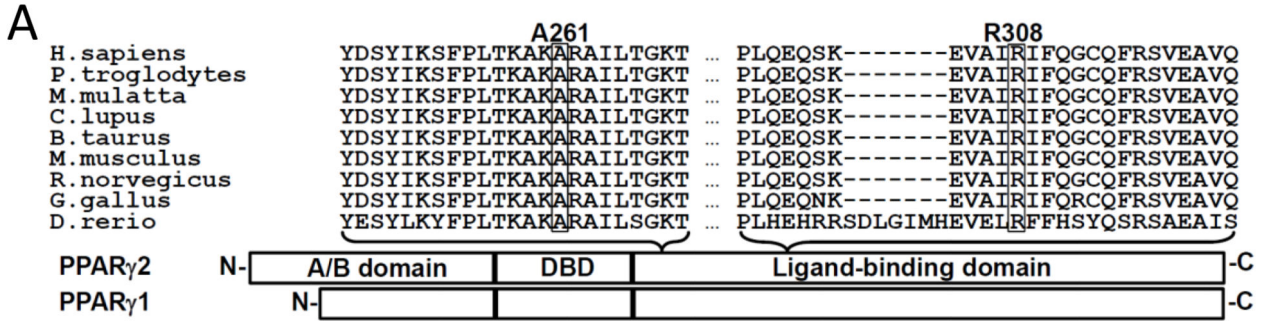 A
A261 R308
H.sapiens YDSYIKSFPLTKAKARAILTGKT ... PLQEQSK--------EVAIRIFQGCQFRSVEAVQ
P.troglodytes YDSYIKSFPLTKAKARAILTGKT ... PLQEQSK--------EVAIRIFQGCQFRSVEAVQ
M.mulatta YDSYIKSFPLTKAKARAILTGKT ... PLQEQSK--------EVAIRIFQGCQFRSVEAVQ
C.lupus YDSYIKSFPLTKAKARAILTGKT ... PLQEQSK--------EVAIRIFQGCQFRSVEAVQ
B.taurus YDSYIKSFPLTKAKARAILTGKT ... PLQEQSK--------EVAIRIFQGCQFRSVEAVQ
M.musculus YDSYIKSFPLTKAKARAILTGKT ... PLQEQSK--------EVAIRIFQGCQFRSVEAVQ
R.norvegicus YDSYIKSFPLTKAKARAILTGKT ... PLQEQSK--------EVAIRIFQGCQFRSVEAVQ
G.gallus YDSYIKSFPLTKAKARAILTGKT ... PLQEQNK--------EVAIRIFQRCQFRSVEAVQ
D.rerio YESYLKYFPLTKAKARAILSGKT ... PLHEHRRSDLGIMHEVEILRFFHSYQSRSAEAIS
PPARγ2 N- A/B domain DBD Ligand-binding domain -C
PPARγ1 N- -C